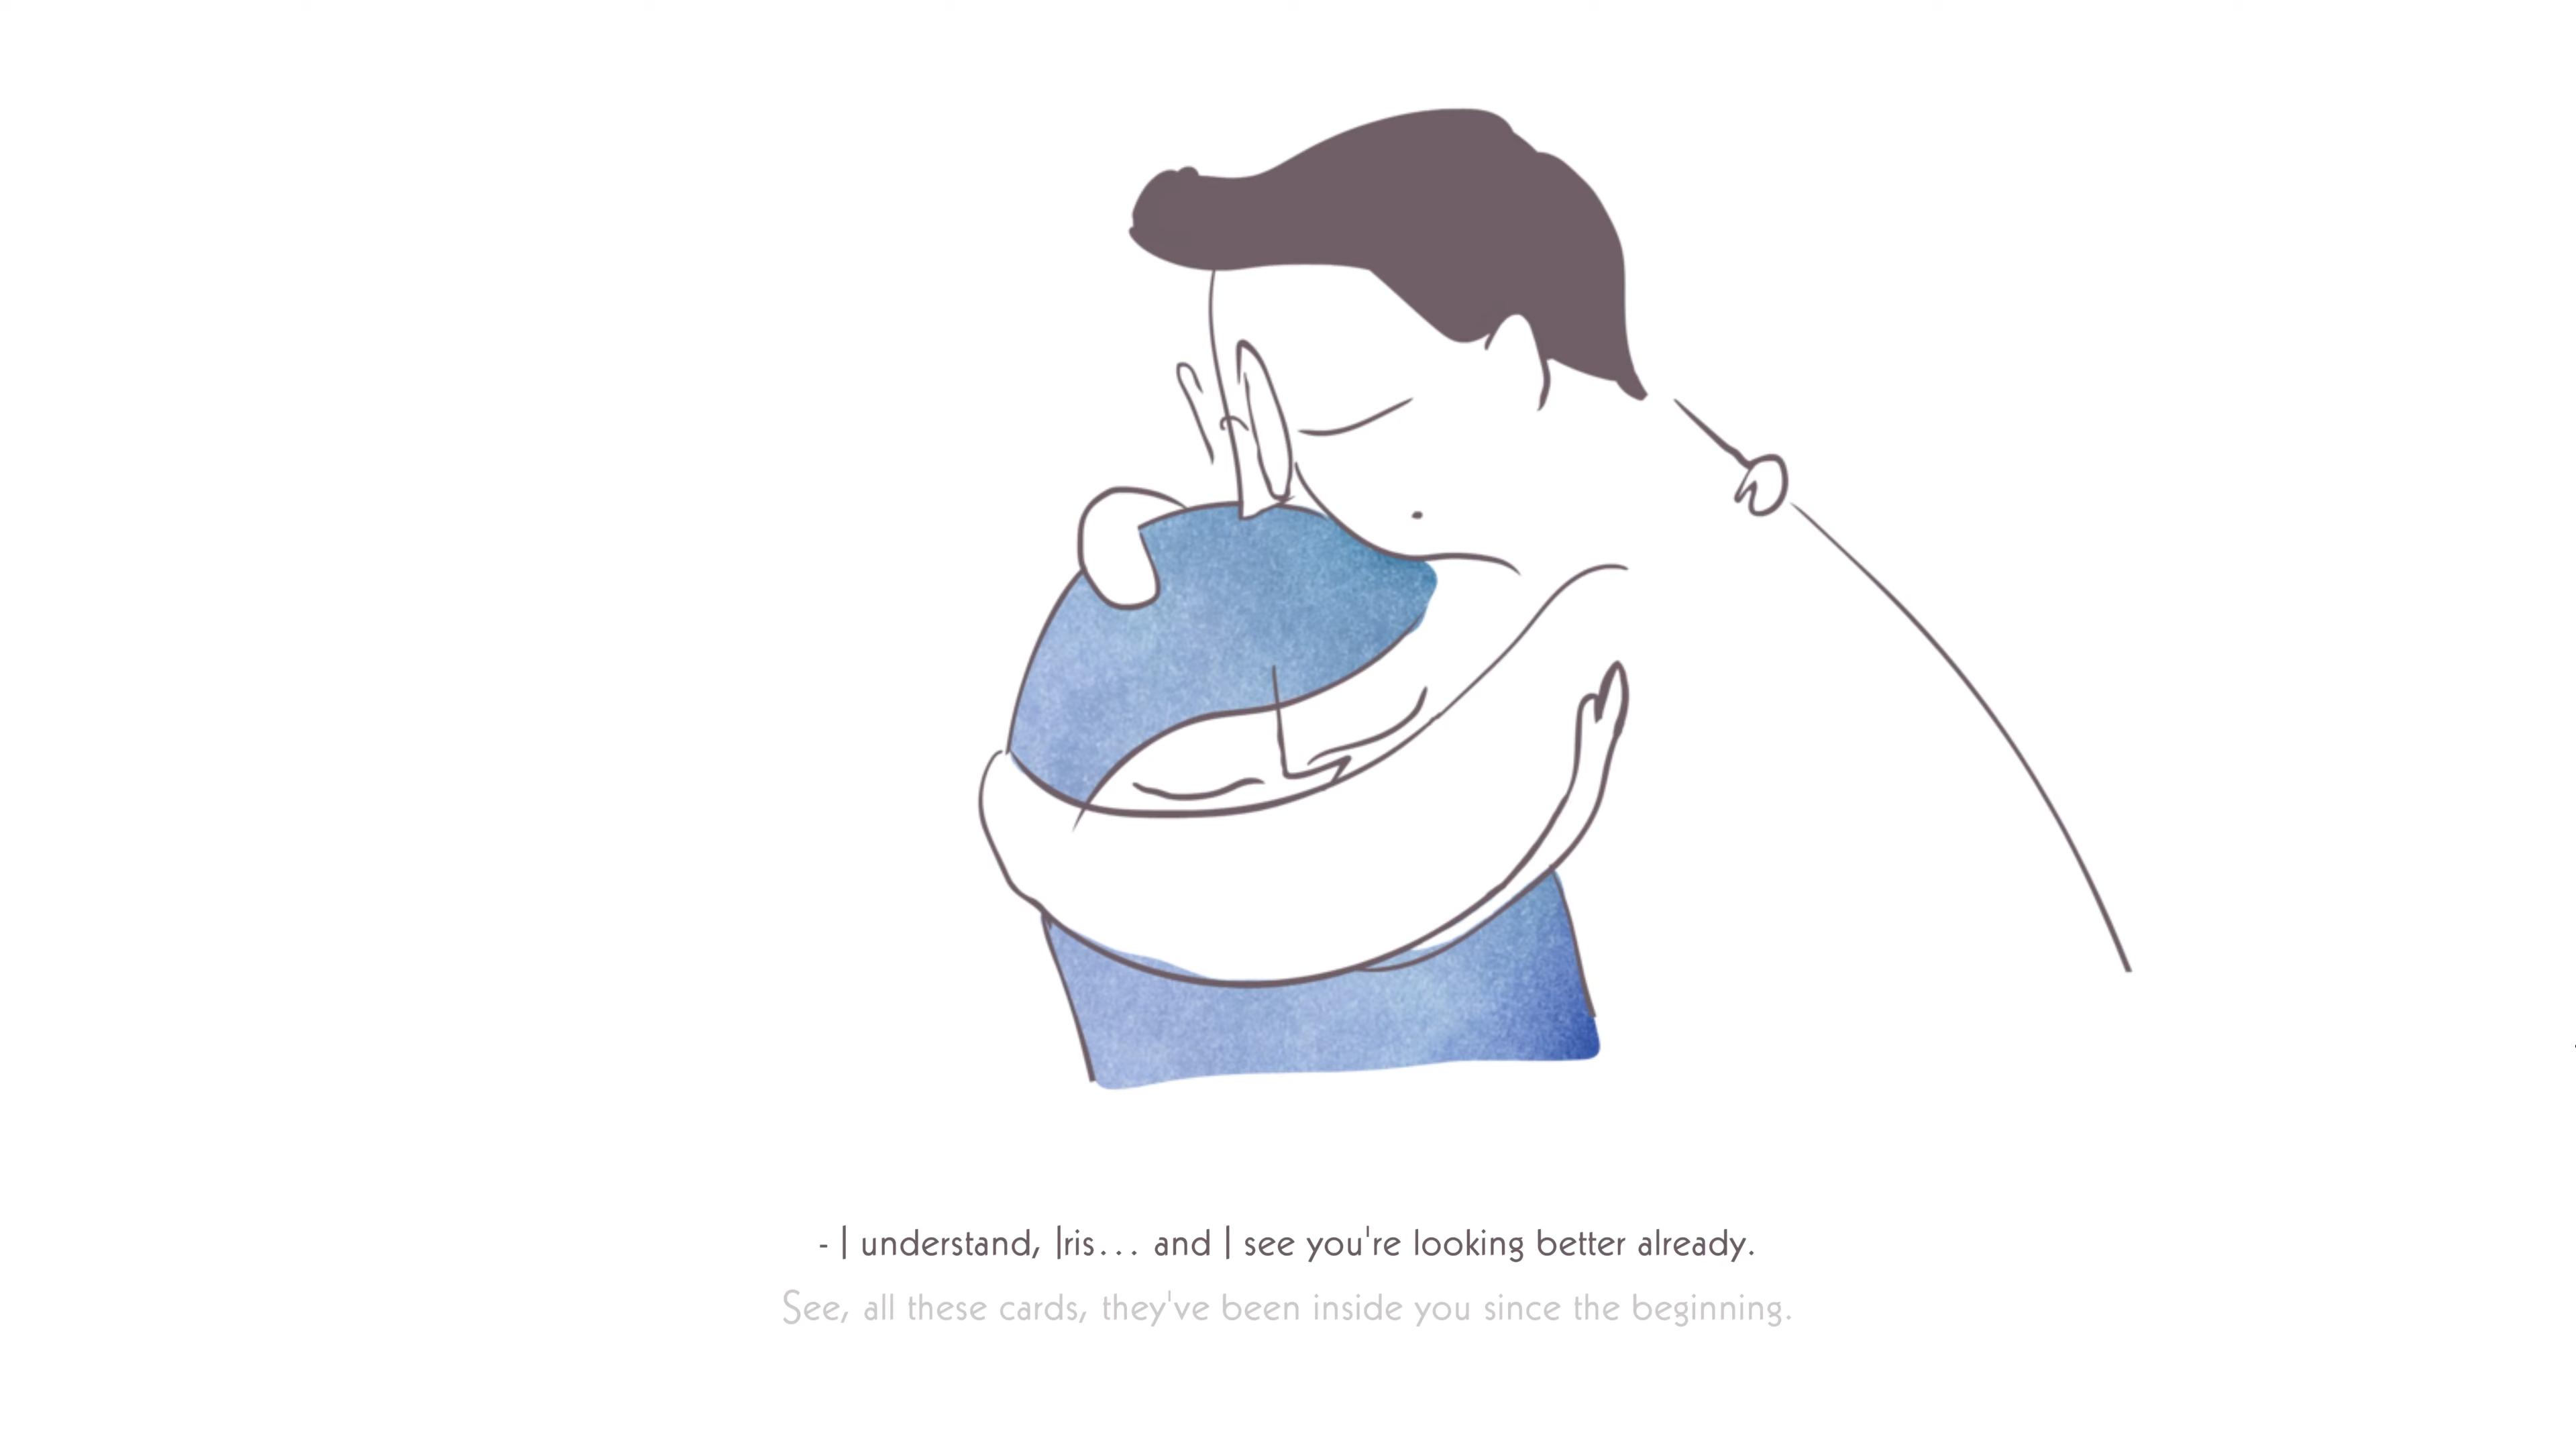 - I understand, Iris... and I see you're looking better already.
See, all these cards, they've been inside you since the beginning.